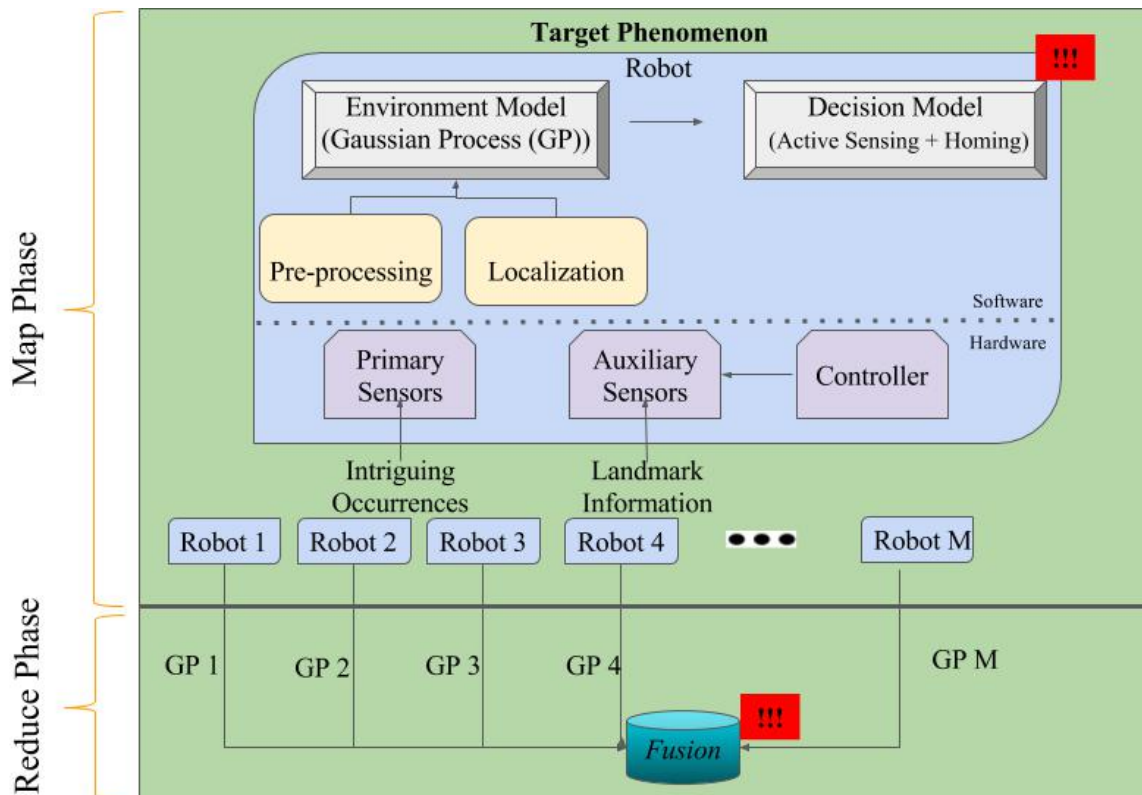 Target Phenomenon
!!!
Robot
Environment Model
(Gaussian Process (GP))
Decision Model
(Active Sensing + Homing)
Pre-processing
Localization
Software
Hardware
Primary
Sensors
Auxiliary
Sensors
Controller
Intriguing
Occurrences
Landmark
Information
Robot 1
Robot 2
Robot 3
Robot 4
Robot M
Map Phase
GP 1
GP 2
GP 3
GP 4
GP M
!!!
Fusion
Reduce Phase